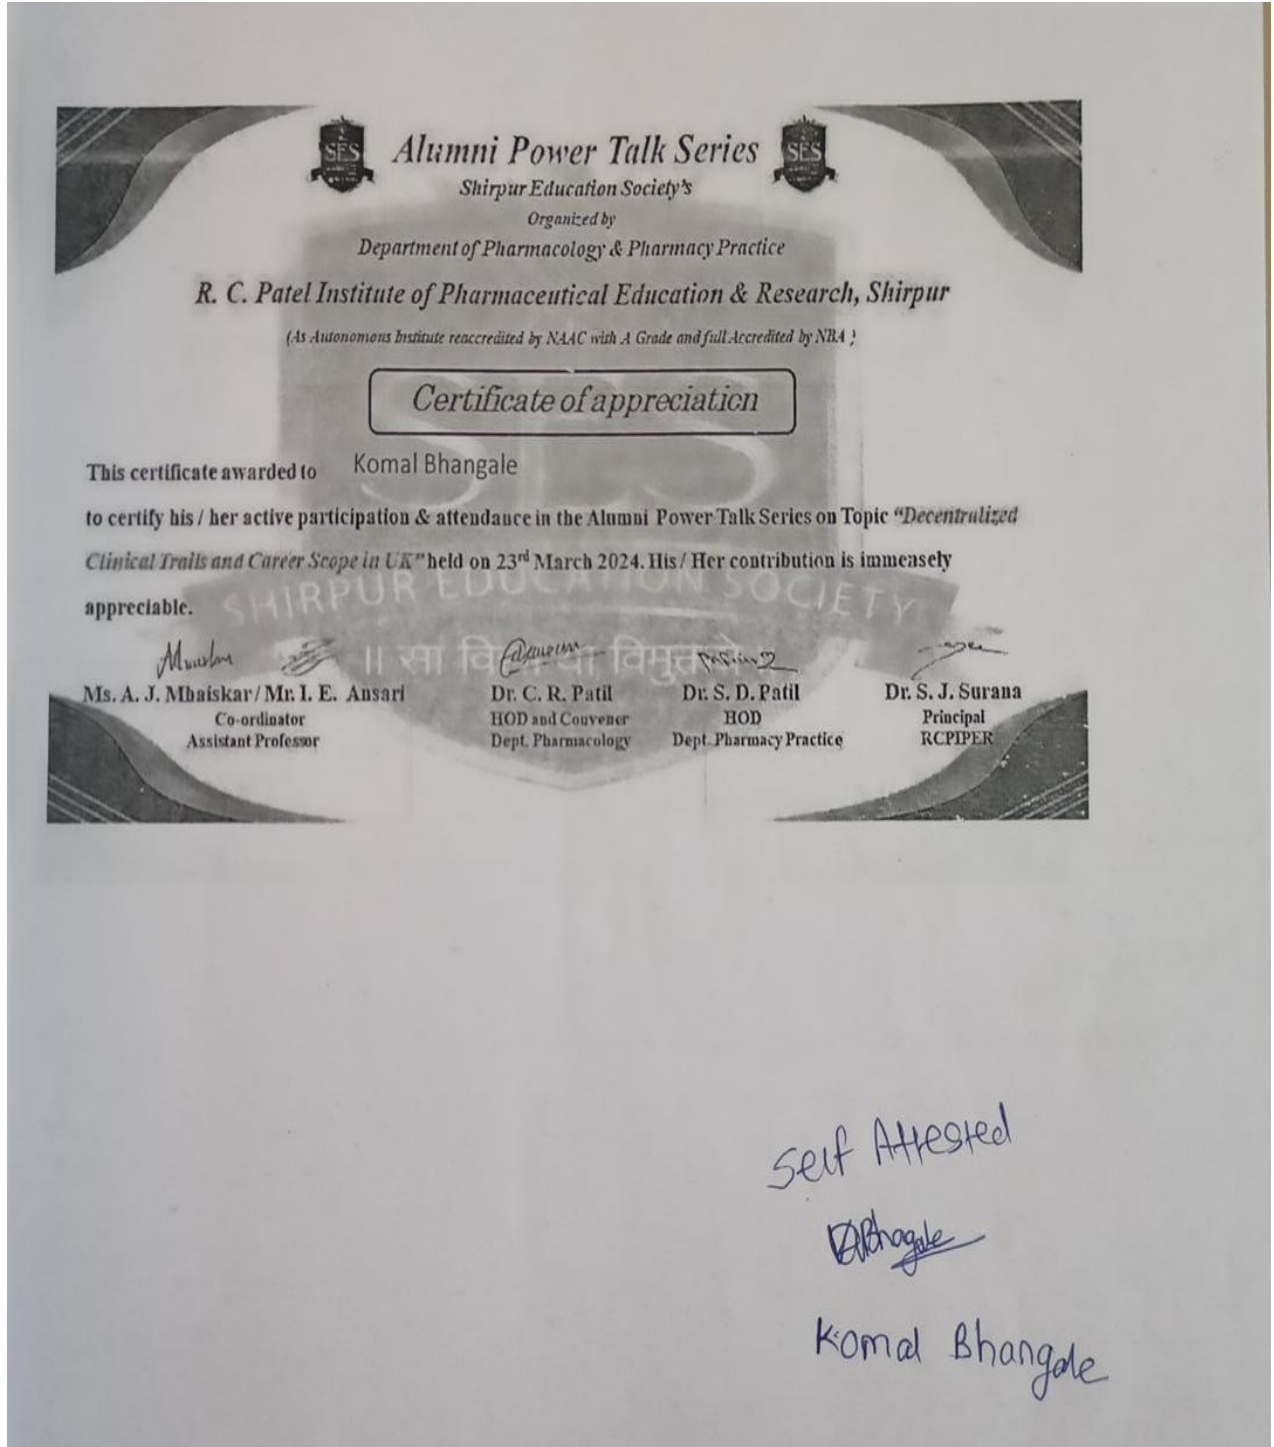 SES
Alumni Power Talk Series
SES
Shirpur Education Society's
Organized by
Department of Pharmacology & Pharmacy Practice
R. C. Patel Institute of Pharmaceutical Education & Research, Shirpur
(As Autonomous Institute reaccredited by NAAC with A Grade and full Accredited by NBA )
SES
Certificate of appreciation
This certificate awarded to Komal Bhangale
to certify his / her active participation & attendance in the Alumni Power Talk Series on Topic “Decentralized
Clinical Trails and Career Scope in UK” held on 23rd March 2024. His / Her contribution is immeasely
appreciable.
SHIRPUR EDUCATION SOCIETY
॥ सा
Ms. A. J. Mhaiskar / Mr. I. E. Ansari
Co-ordinator
Assistant Professor
Dr. C. R. Patil
HOD and Convener
Dept. Pharmacology
Dr. S. D. Patil
HOD
Dept. Pharmacy Practice
Dr. S. J. Surana
Principal
RCPIPER
Self Attested
Komal Bhangale